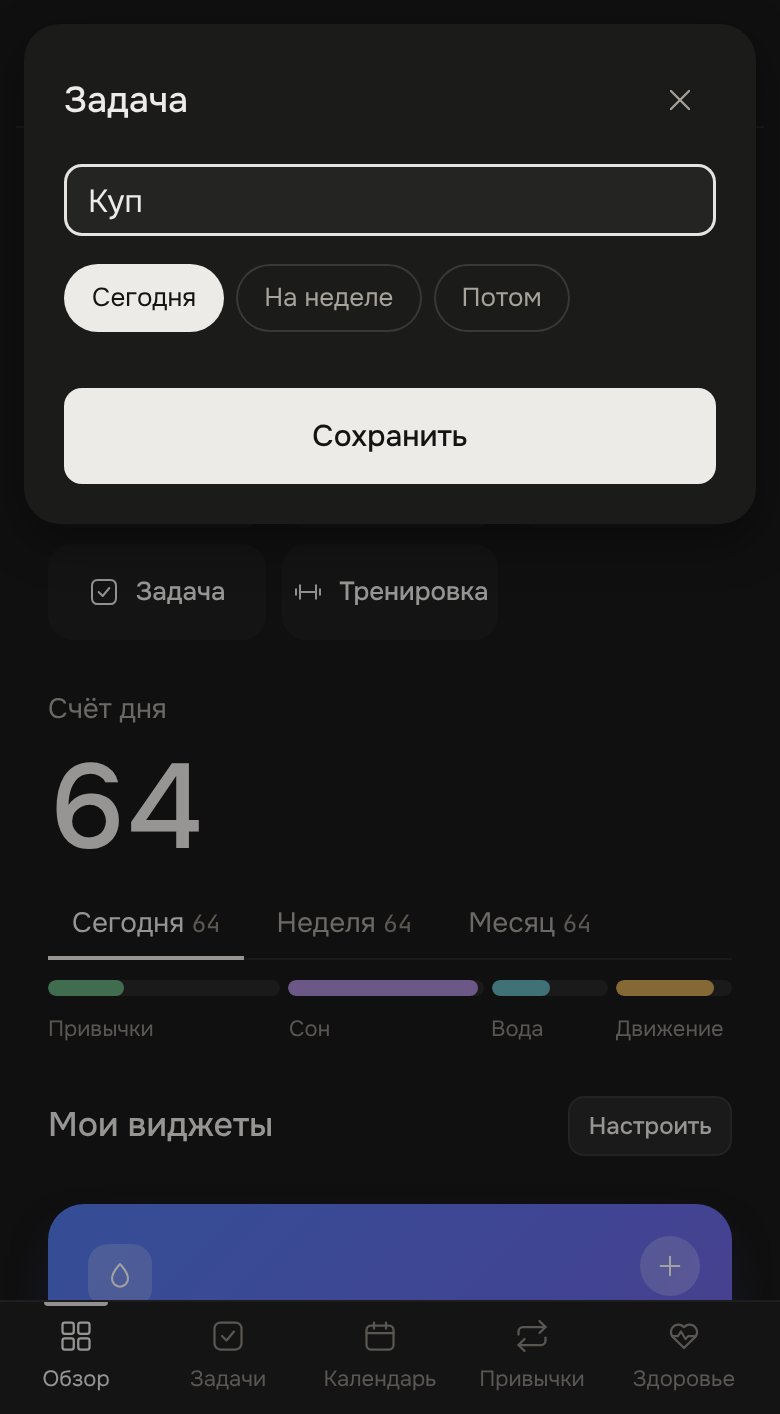 Задача
Куп
Сегодня На неделе Потом
Сохранить
Задача Тренировка
Счёт дня
64
Сегодня 64 Неделя 64 Месяц 64
Привычки Сон Вода Движение
Мои виджеты Настроить
Обзор Задачи Календарь Привычки Здоровье